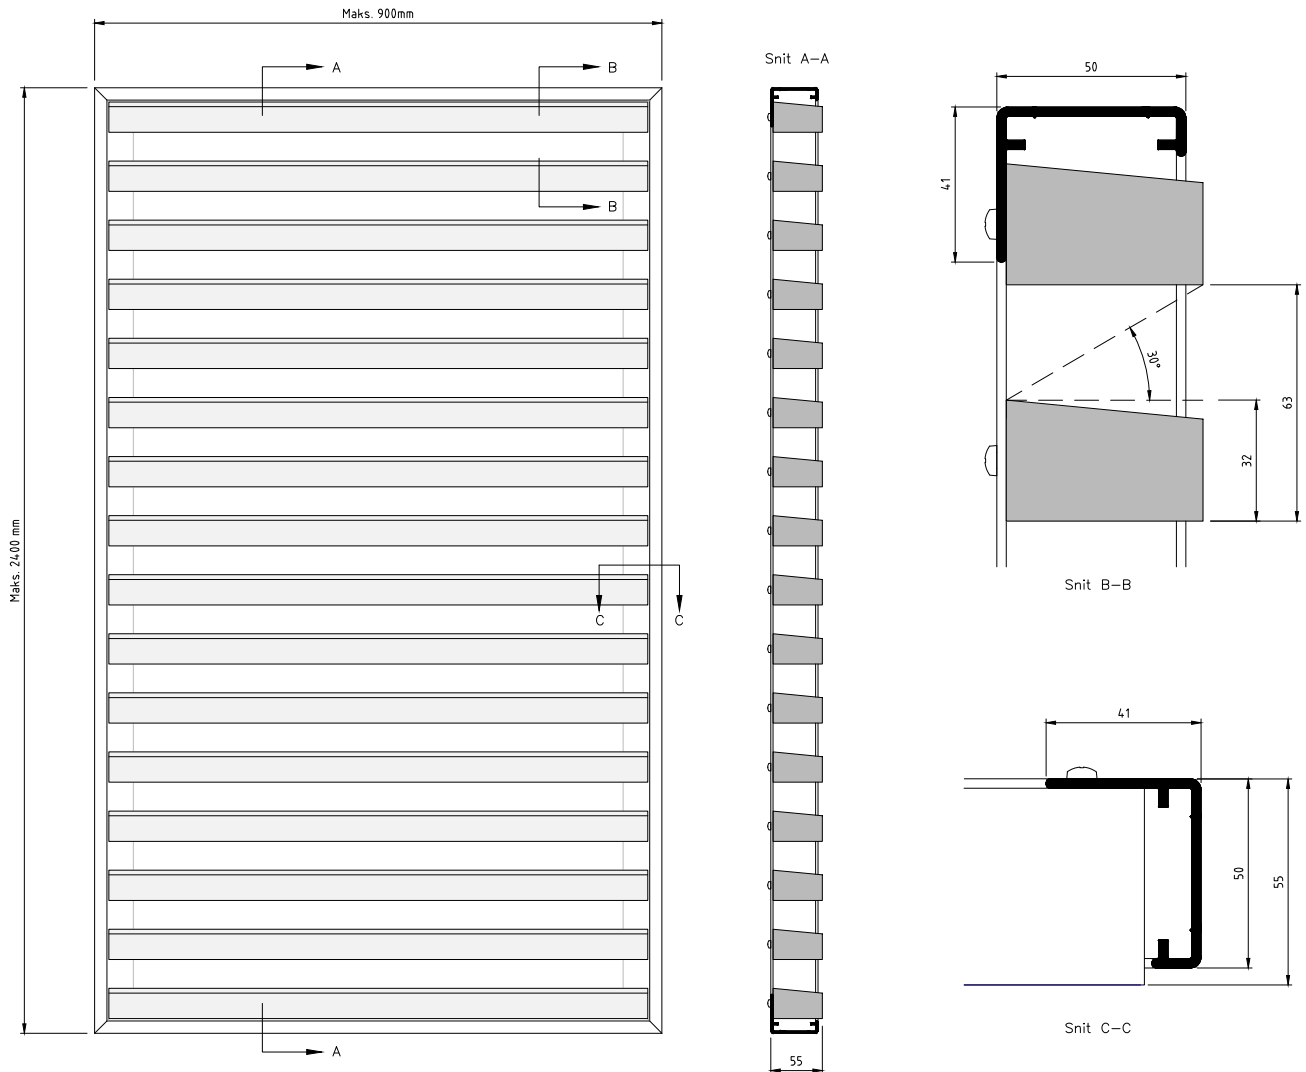 Maks. 900mm
A
B
B
C
C
A
Maks. 2400 mm
Snit A-A
55
50
41
30°
63
32
Snit B-B
41
50
55
Snit C-C